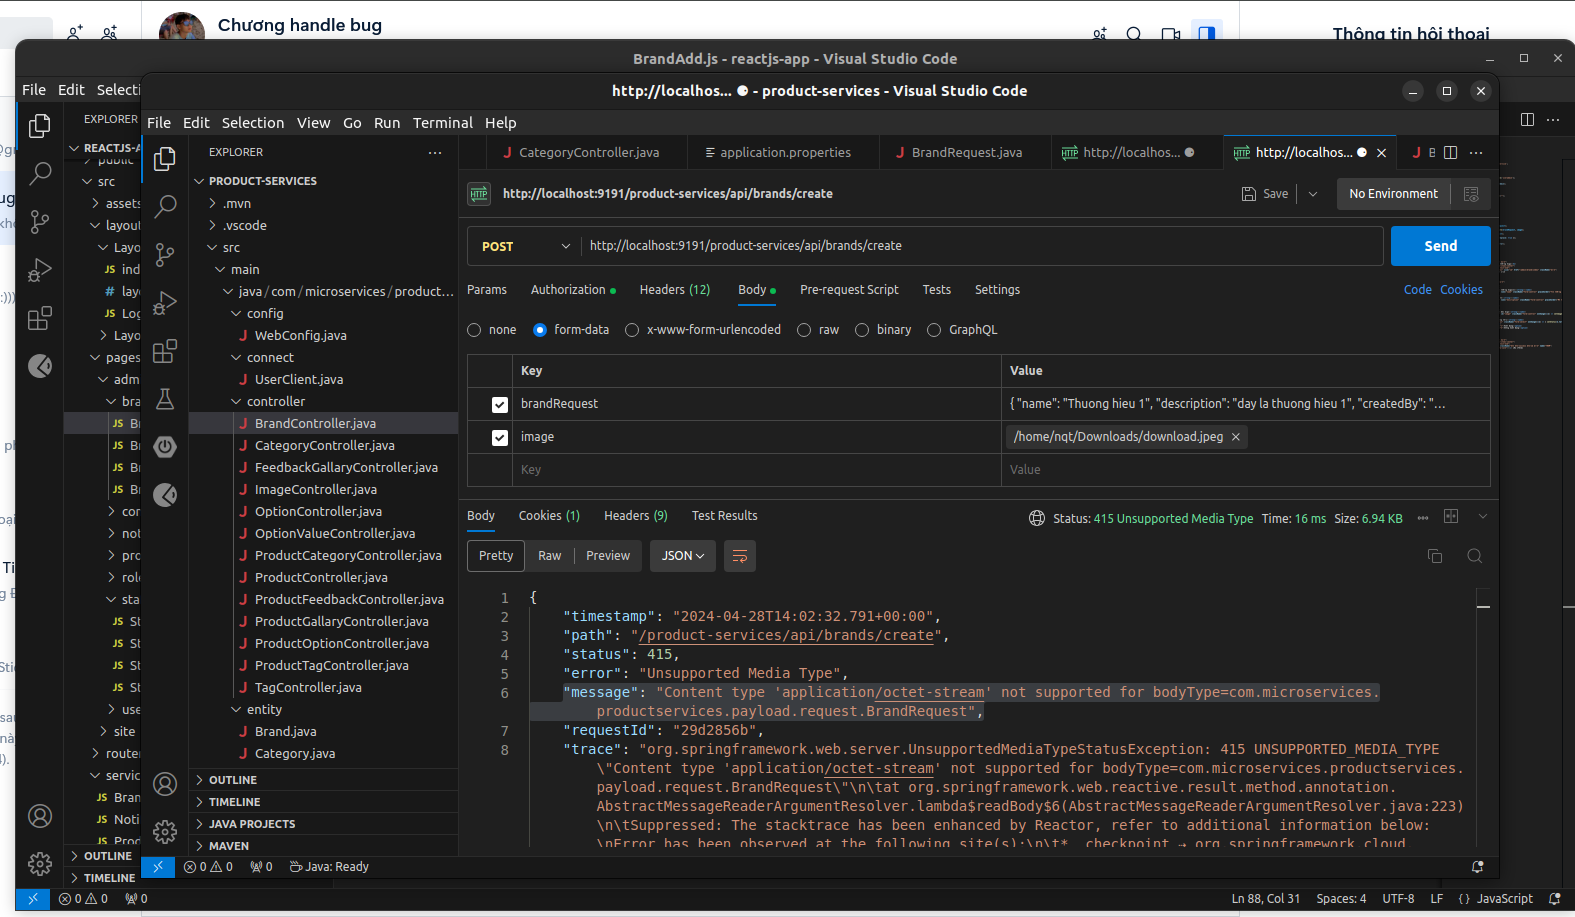 Chương handle bug
Thông tin hội thoại
BrandAdd.js - reactjs-app - Visual Studio Code
File Edit Selecti
EXPLORER
REACTJS-A
public
src
assets
layout
Layo
ind
lay
Log
Layo
pages
adm
bra
Br
Br
Br
Br
cor
not
pro
role
sta
St
St
St
St
use
site
route
servic
Bran
Noti
Prod
OUTLINE
TIMELINE
http://localhos... - product-services - Visual Studio Code
File Edit Selection View Go Run Terminal Help
EXPLORER
PRODUCT-SERVICES
.mvn
.vscode
src
main
java/com/microservices/product...
config
WebConfig.java
connect
UserClient.java
controller
BrandController.java
CategoryController.java
FeedbackGallaryController.java
ImageController.java
OptionController.java
OptionValueController.java
ProductCategoryController.java
ProductController.java
ProductFeedbackController.java
ProductGallaryController.java
ProductOptionController.java
ProductTagController.java
TagController.java
entity
Brand.java
Category.java
OUTLINE
TIMELINE
JAVA PROJECTS
MAVEN
CategoryController.java application.properties BrandRequest.java http://localhos... http://localhos...
http://localhost:9191/product-services/api/brands/create Save No Environment
POST http://localhost:9191/product-services/api/brands/create Send
Params Authorization Headers (12) Body Pre-request Script Tests Settings Code Cookies
none form-data x-www-form-urlencoded raw binary GraphQL
Key Value
brandRequest { "name": "Thuong hieu 1", "description": "day la thuong hieu 1", "createdBy": "...
image /home/nqt/Downloads/download.jpeg
Key Value
Body Cookies (1) Headers (9) Test Results Status: 415 Unsupported Media Type Time: 16 ms Size: 6.94 KB
Pretty Raw Preview JSON
1 {
2 "timestamp": "2024-04-28T14:02:32.791+00:00",
3 "path": "/product-services/api/brands/create",
4 "status": 415,
5 "error": "Unsupported Media Type",
6 "message": "Content type 'application/octet-stream' not supported for bodyType=com.microservices.
productservices.payload.request.BrandRequest",
7 "requestId": "29d2856b",
8 "trace": "org.springframework.web.server.UnsupportedMediaTypeStatusException: 415 UNSUPPORTED_MEDIA_TYPE
\"Content type 'application/octet-stream' not supported for bodyType=com.microservices.productservices.
payload.request.BrandRequest\"\n\tat org.springframework.web.reactive.result.method.annotation.
AbstractMessageReaderArgumentResolver.lambda$readBody$6(AbstractMessageReaderArgumentResolver.java:223)
\n\tSuppressed: The stacktrace has been enhanced by Reactor, refer to additional information below:
\nError has been observed at the following site(s):\n\t*__checkpoint ⇢ org.springframework.cloud.
0 0 0 Java: Ready
0 0 0 Ln 88, Col 31 Spaces: 4 UTF-8 LF {} JavaScript